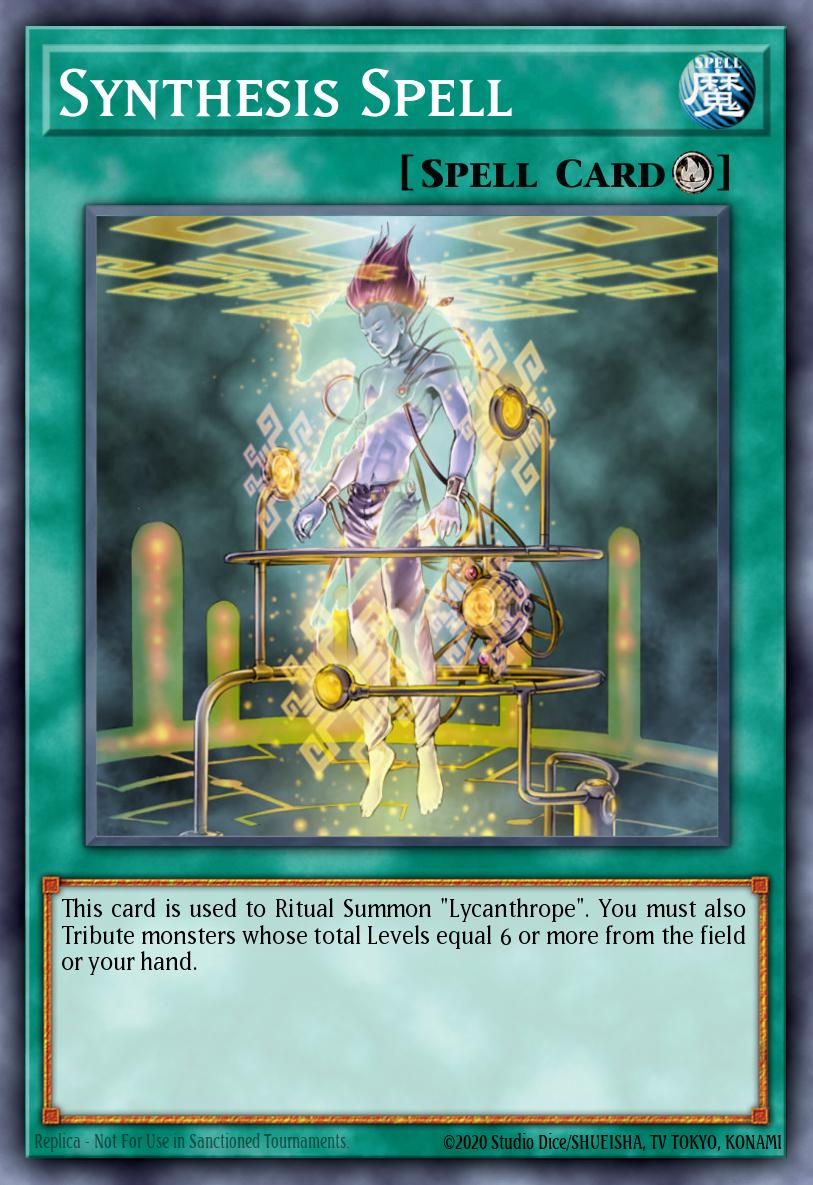 SYNTHESIS SPELL
SPELL
魔
[SPELL CARD]
This card is used to Ritual Summon "Lycanthrope". You must also
Tribute monsters whose total Levels equal 6 or more from the field
or your hand.
Replica - Not For Use in Sanctioned Tournaments.
©2020 Studio Dice/SHUEISHA, TV TOKYO, KONAMI